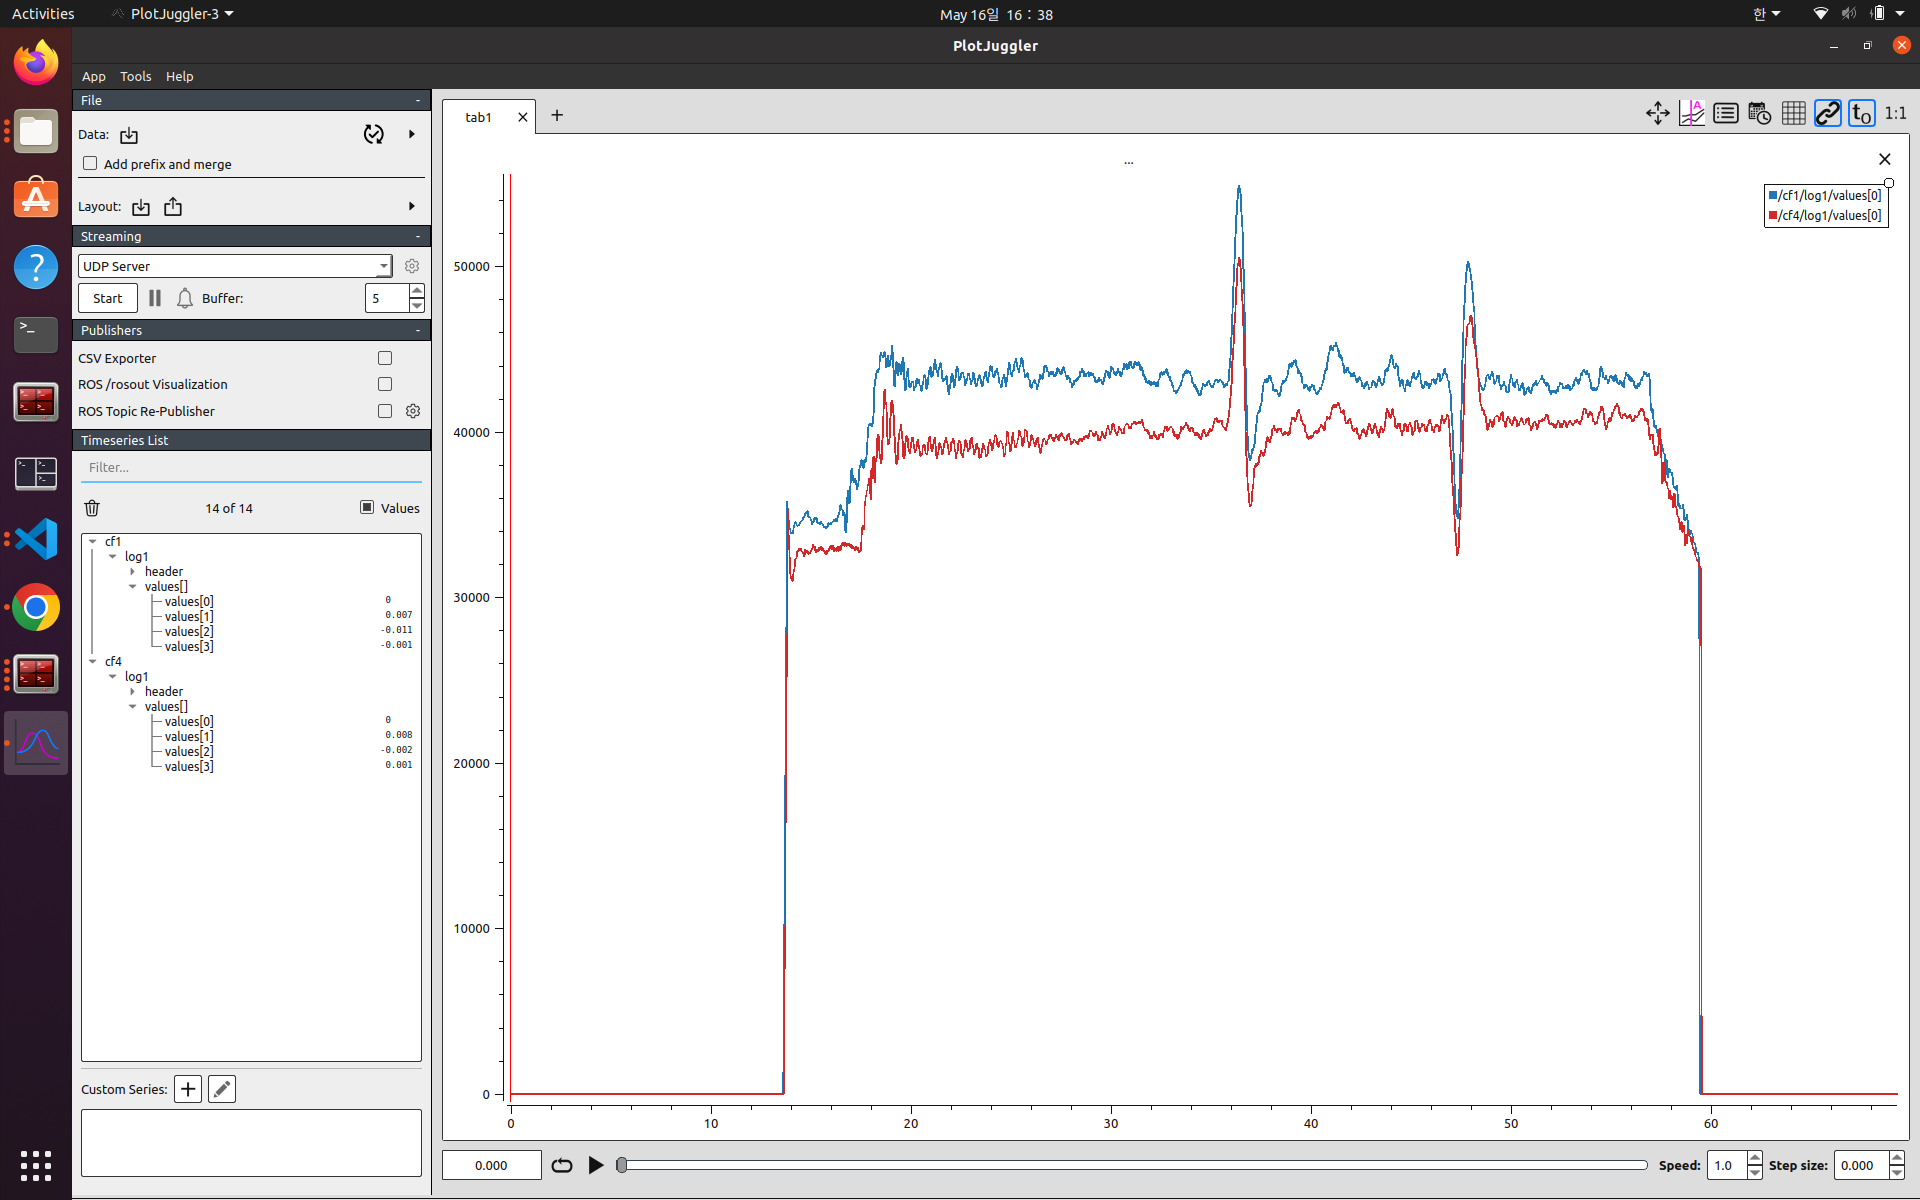 Activities
PlotJuggler-3
May 16일 16 : 38
한
PlotJuggler
App Tools Help
File -
Data:
Add prefix and merge
Layout:
Streaming -
UDP Server
Start Buffer: 5
Publishers -
CSV Exporter
ROS /rosout Visualization
ROS Topic Re-Publisher
Timeseries List
Filter...
14 of 14 Values
cf1
log1
header
values[]
values[0] 0
values[1] 0.007
values[2] -0.011
values[3] -0.001
cf4
log1
header
values[]
values[0] 0
values[1] 0.008
values[2] -0.002
values[3] 0.001
Custom Series:
tab1
A
t0
1:1
...
/cf1/log1/values[0]
/cf4/log1/values[0]
50000
40000
30000
20000
10000
0
0 10 20 30 40 50 60
0.000 Speed: 1.0 Step size: 0.000